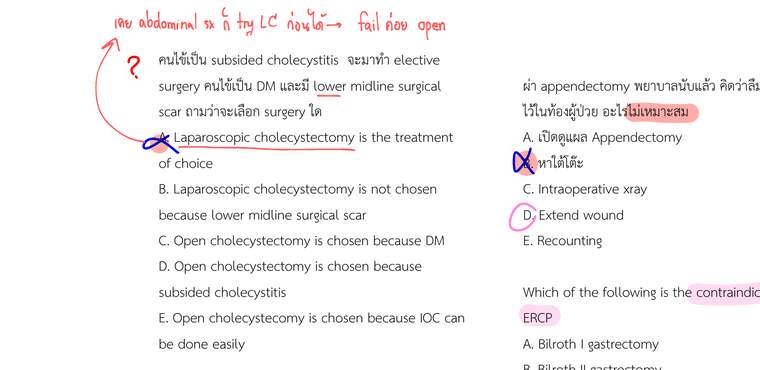 เคย abdominal sx ก็ try LC ก่อนได้ → fail ค่อย open
?
คนไข้เป็น subsided cholecystitis จะมาทำ elective
surgery คนไข้เป็น DM และมี lower midline surgical
scar ถามว่าจะเลือก surgery ใด
A. Laparoscopic cholecystectomy is the treatment
of choice
B. Laparoscopic cholecystectomy is not chosen
because lower midline surgical scar
C. Open cholecystectomy is chosen because DM
D. Open cholecystectomy is chosen because
subsided cholecystitis
E. Open cholecystecomy is chosen because IOC can
be done easily
ผ่า appendectomy พยาบาลนับแล้ว คิดว่าลืม
ไว้ในท้องผู้ป่วย อะไรไม่เหมาะสม
A. เปิดดูแผล Appendectomy
B. หาใต้โต๊ะ
C. Intraoperative xray
D. Extend wound
E. Recounting
Which of the following is the contraindic
ERCP
A. Bilroth I gastrectomy
B. Bilroth II gastrectomy